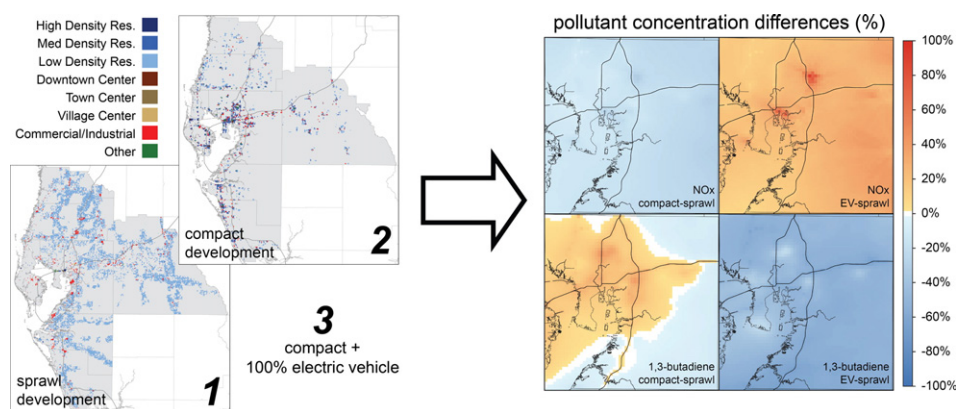 High Density Res.
Med Density Res.
Low Density Res.
Downtown Center
Town Center
Village Center
Commercial/Industrial
Other
compact
development
2
sprawl
development
1
3
compact +
100% electric vehicle
pollutant concentration differences (%)
NOx
compact-sprawl
NOx
EV-sprawl
1,3-butadiene
compact-sprawl
1,3-butadiene
EV-sprawl
100%
80%
60%
40%
20%
0%
-20%
-40%
-60%
-80%
-100%